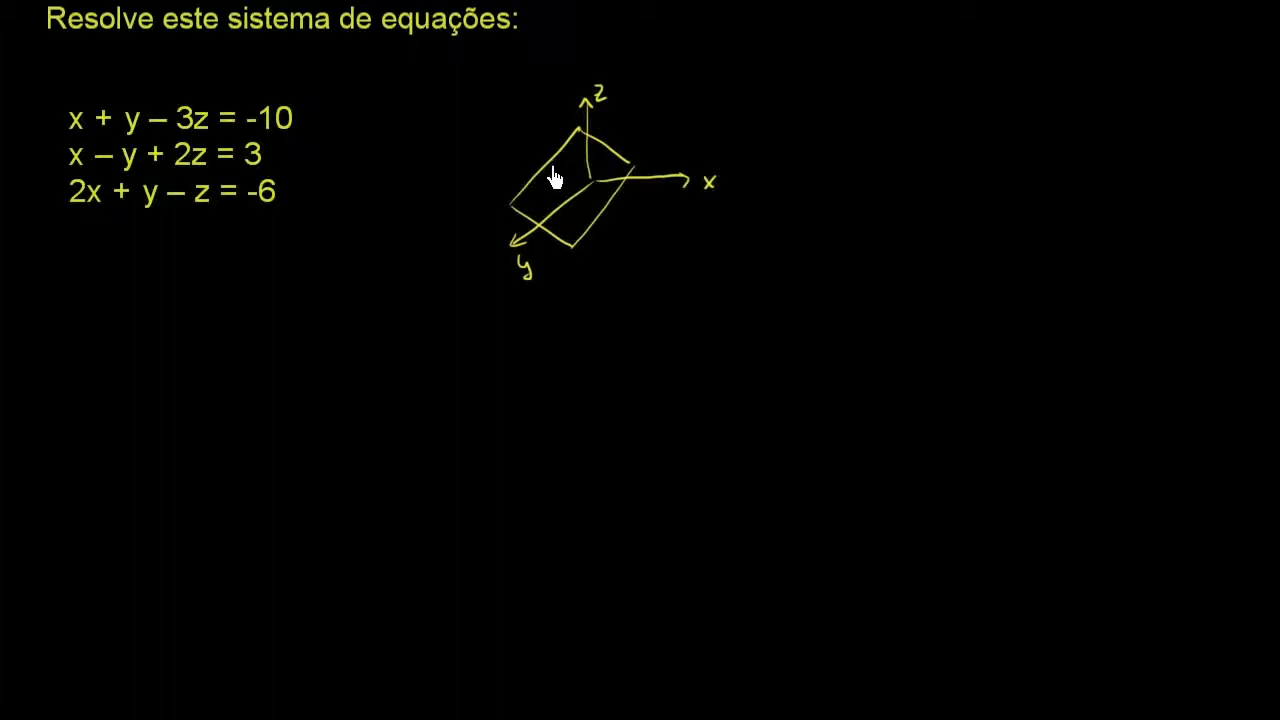 Resolve este sistema de equações:
x + y – 3z = -10
x – y + 2z = 3
2x + y – z = -6
z
x
y